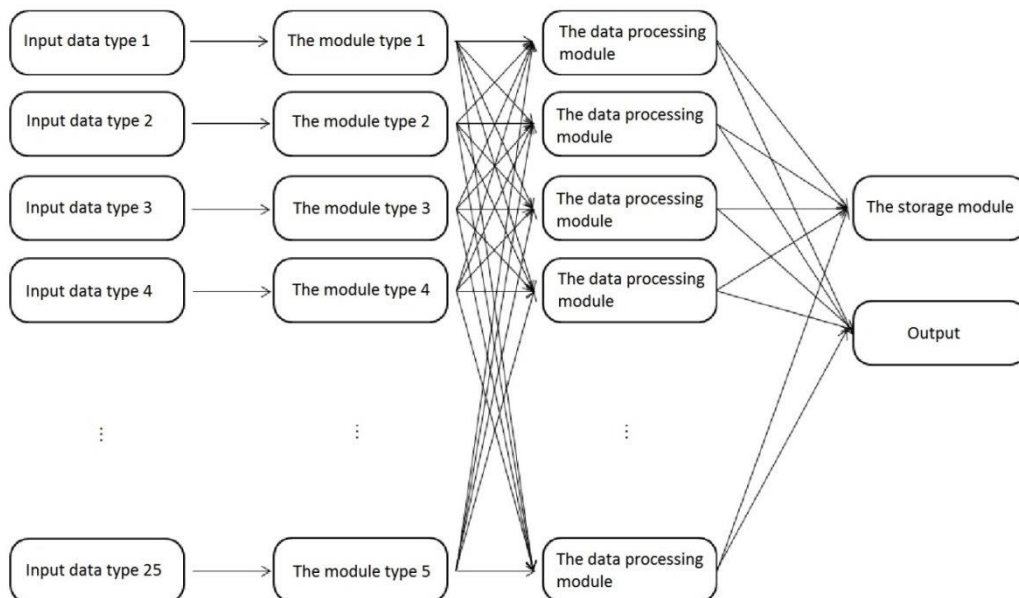 Input data type 1
The module type 1
The data processing
module
Input data type 2
The module type 2
The data processing
module
Input data type 3
The module type 3
The data processing
module
The storage module
Input data type 4
The module type 4
The data processing
module
Output
⋮
⋮
⋮
Input data type 25
The module type 5
The data processing
module